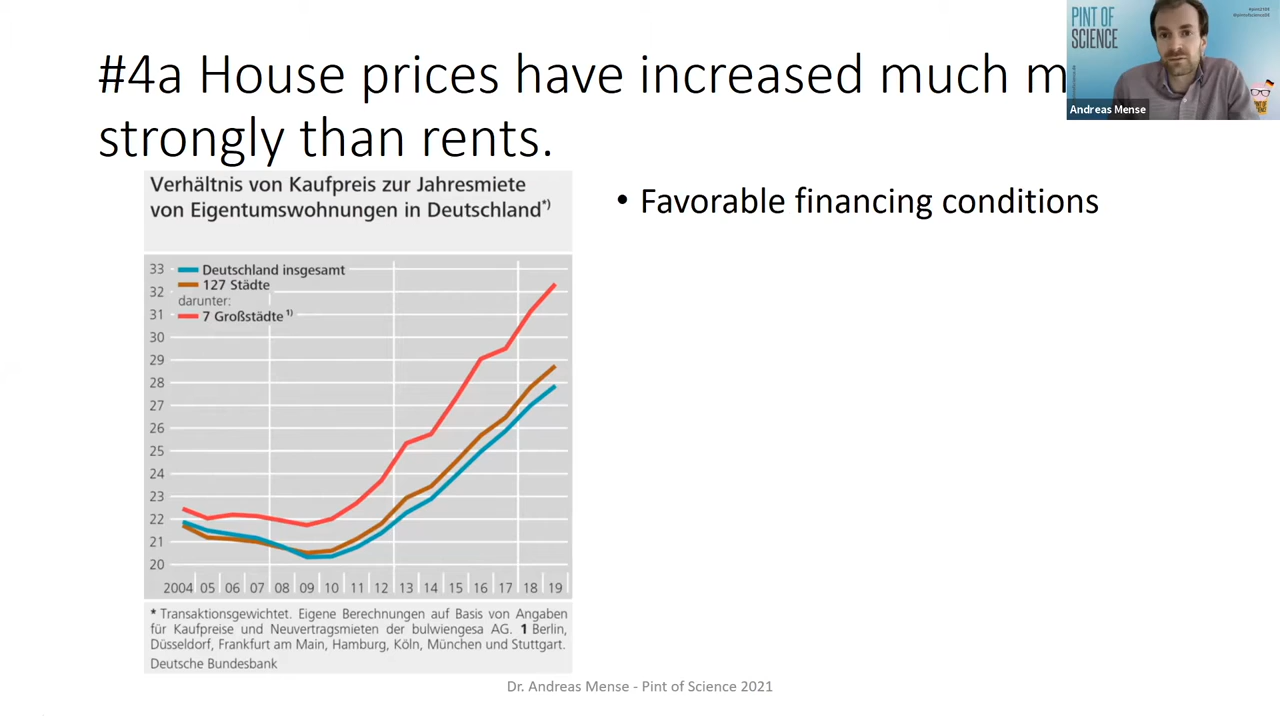 #4a House prices have increased much m
strongly than rents.
PINT OF
SCIENCE
Andreas Mense
Verhältnis von Kaufpreis zur Jahresmiete
von Eigentumswohnungen in Deutschland*)
• Favorable financing conditions
33
32
31
30
29
28
27
26
25
24
23
22
21
20
Deutschland insgesamt
127 Städte
darunter:
7 Großstädte 1)
2004 05 06 07 08 09 10 11 12 13 14 15 16 17 18 19
* Transaktionsgewichtet. Eigene Berechnungen auf Basis von Angaben
für Kaufpreise und Neuvertragsmieten der bulwiengesa AG. 1 Berlin,
Düsseldorf, Frankfurt am Main, Hamburg, Köln, München und Stuttgart.
Deutsche Bundesbank
Dr. Andreas Mense - Pint of Science 2021